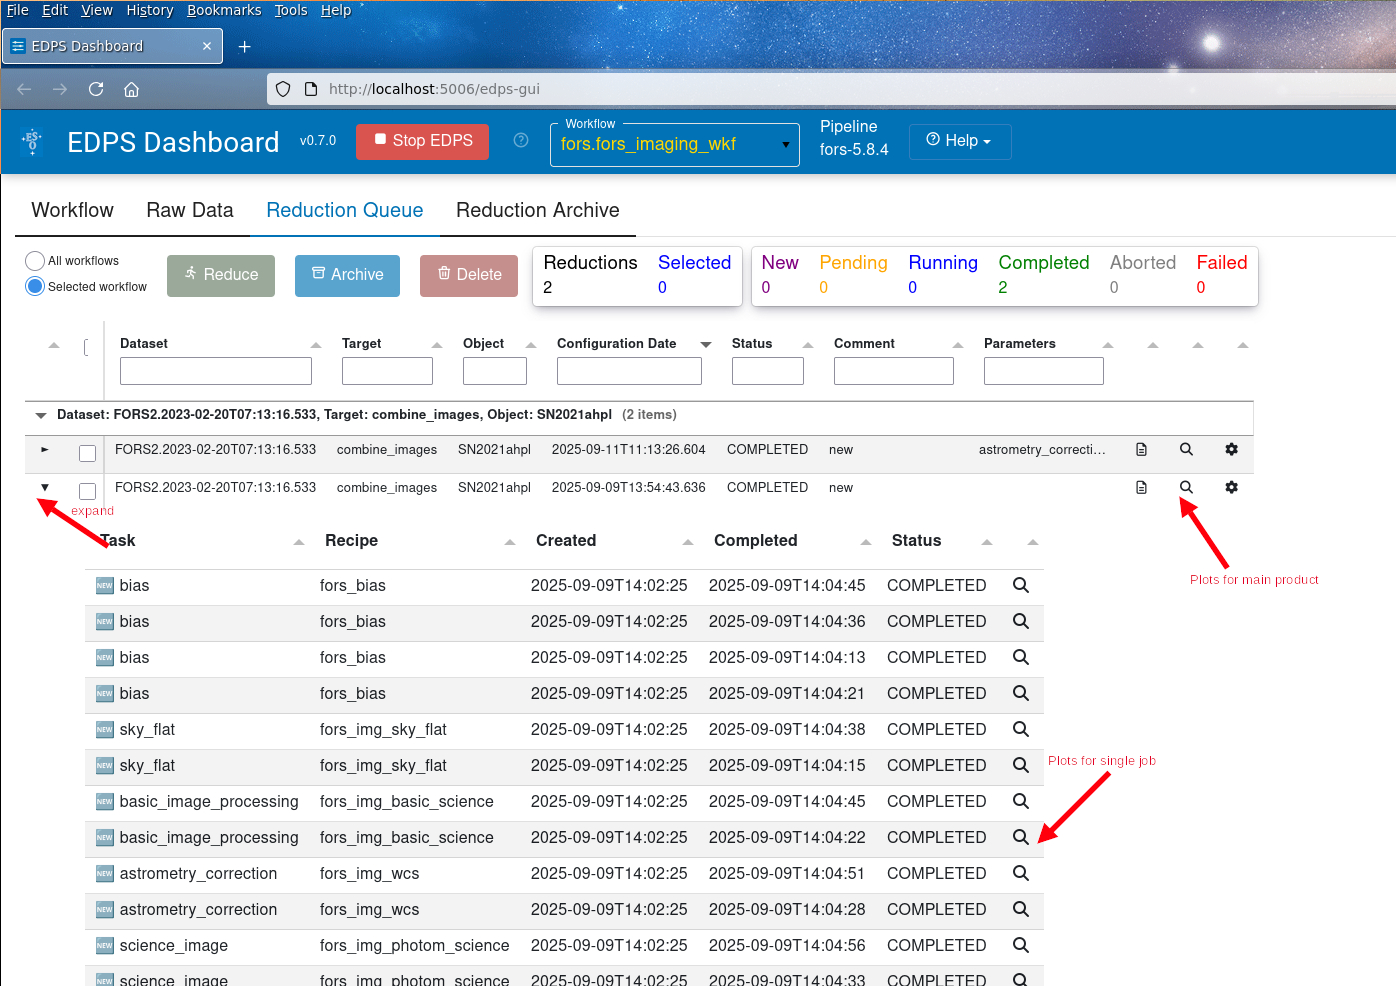 File Edit View History Bookmarks Tools Help
EDPS Dashboard × +
http://localhost:5006/edps-gui
ESO EDPS Dashboard v0.7.0 Stop EDPS ? Workflow fors.fors_imaging_wkf Pipeline fors-5.8.4 Help
Workflow Raw Data Reduction Queue Reduction Archive
All workflows
Selected workflow
Reduce Archive Delete
Reductions Selected New Pending Running Completed Aborted Failed
2 0 0 0 0 2 0 0
Dataset Target Object Configuration Date Status Comment Parameters
Dataset: FORS2.2023-02-20T07:13:16.533, Target: combine_images, Object: SN2021ahpl (2 items)
FORS2.2023-02-20T07:13:16.533 combine_images SN2021ahpl 2025-09-11T11:13:26.604 COMPLETED new astrometry_correcti...
FORS2.2023-02-20T07:13:16.533 combine_images SN2021ahpl 2025-09-09T13:54:43.636 COMPLETED new
expand
Task Recipe Created Completed Status
Plots for main product
NEW bias fors_bias 2025-09-09T14:02:25 2025-09-09T14:04:45 COMPLETED
NEW bias fors_bias 2025-09-09T14:02:25 2025-09-09T14:04:36 COMPLETED
NEW bias fors_bias 2025-09-09T14:02:25 2025-09-09T14:04:13 COMPLETED
NEW bias fors_bias 2025-09-09T14:02:25 2025-09-09T14:04:21 COMPLETED
NEW sky_flat fors_img_sky_flat 2025-09-09T14:02:25 2025-09-09T14:04:38 COMPLETED
NEW sky_flat fors_img_sky_flat 2025-09-09T14:02:25 2025-09-09T14:04:15 COMPLETED
Plots for single job
NEW basic_image_processing fors_img_basic_science 2025-09-09T14:02:25 2025-09-09T14:04:45 COMPLETED
NEW basic_image_processing fors_img_basic_science 2025-09-09T14:02:25 2025-09-09T14:04:22 COMPLETED
NEW astrometry_correction fors_img_wcs 2025-09-09T14:02:25 2025-09-09T14:04:51 COMPLETED
NEW astrometry_correction fors_img_wcs 2025-09-09T14:02:25 2025-09-09T14:04:28 COMPLETED
NEW science_image fors_img_photom_science 2025-09-09T14:02:25 2025-09-09T14:04:56 COMPLETED
NEW science_image fors_img_photom_science 2025-09-09T14:02:25 2025-09-09T14:04:33 COMPLETED